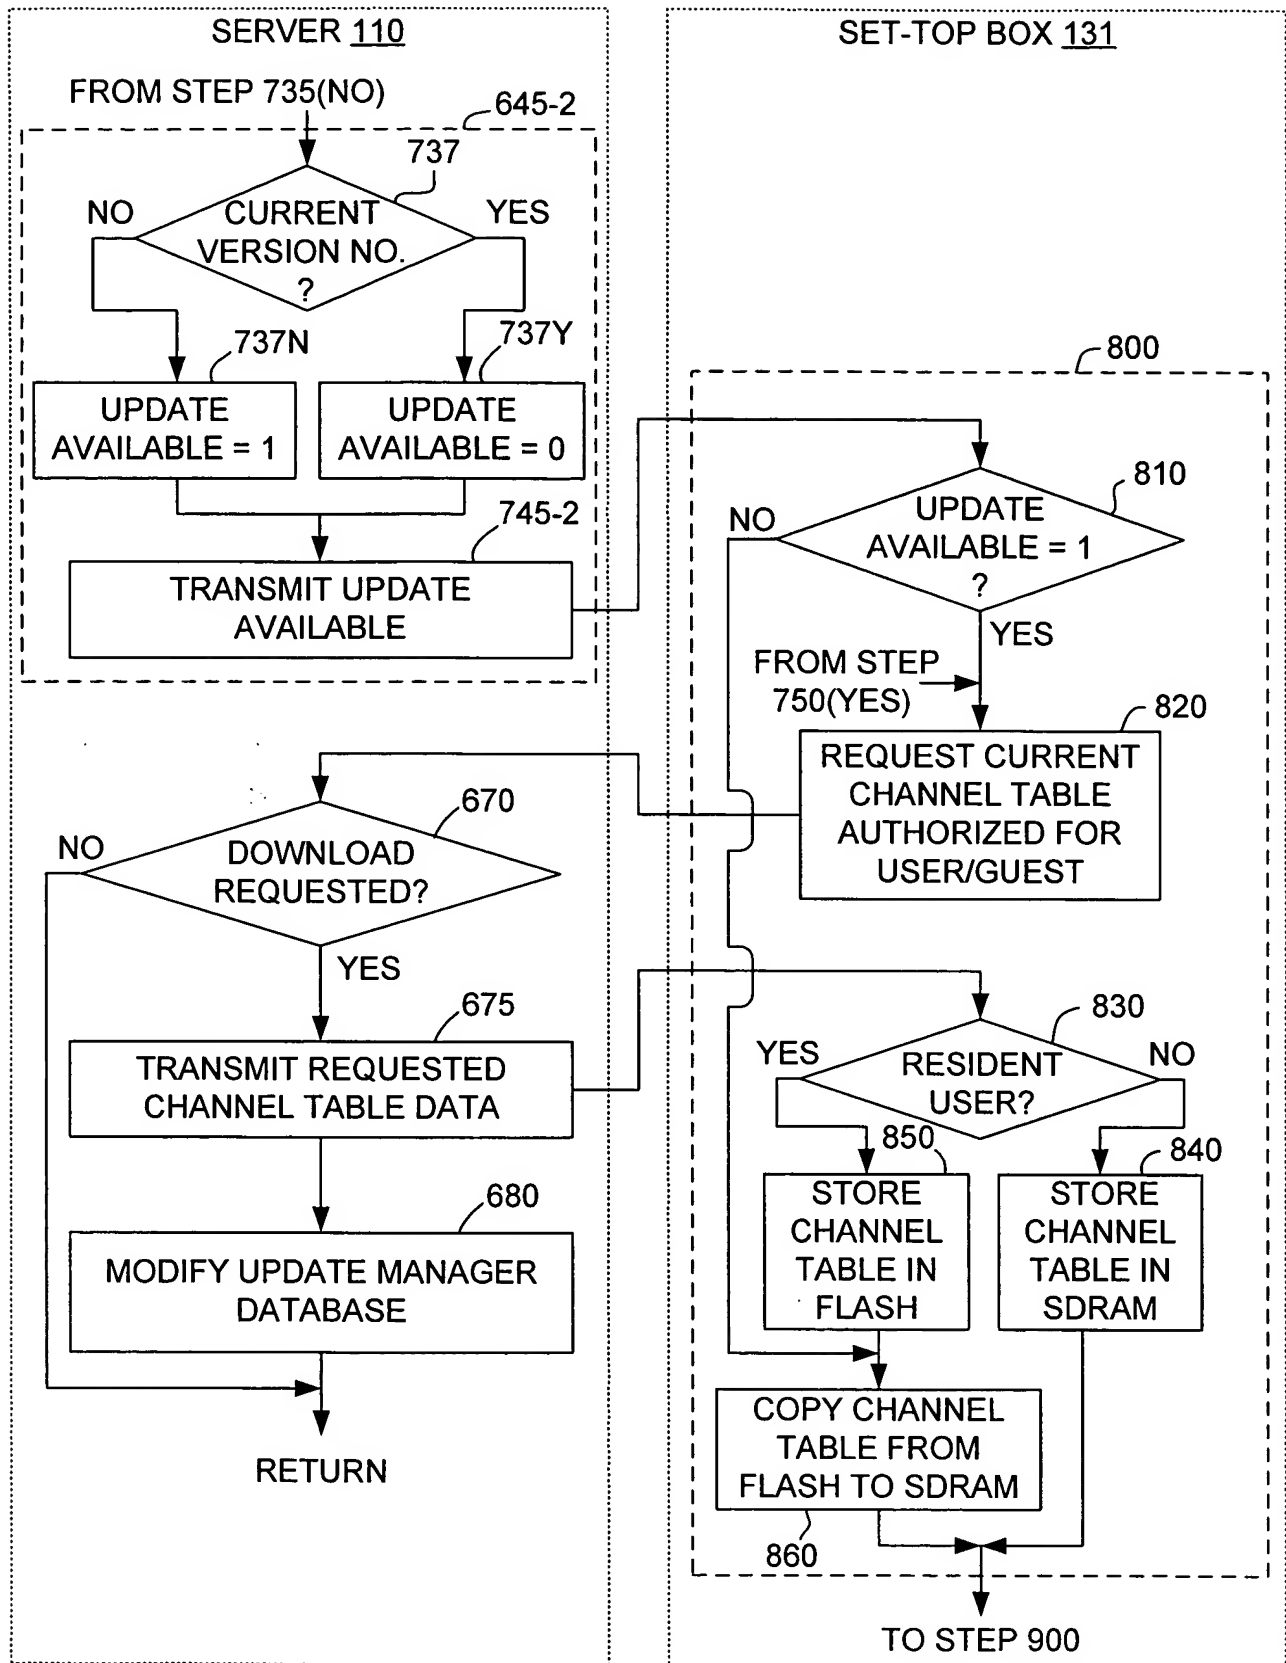 SERVER 110
FROM STEP 735(NO)
645-2
737
NO
YES
CURRENT
VERSION NO.
?
737N
737Y
UPDATE
AVAILABLE = 1
UPDATE
AVAILABLE = 0
745-2
TRANSMIT UPDATE
AVAILABLE
670
NO
DOWNLOAD
REQUESTED?
YES
675
TRANSMIT REQUESTED
CHANNEL TABLE DATA
680
MODIFY UPDATE MANAGER
DATABASE
RETURN
SET-TOP BOX 131
800
810
NO
UPDATE
AVAILABLE = 1
?
YES
FROM STEP
750(YES)
820
REQUEST CURRENT
CHANNEL TABLE
AUTHORIZED FOR
USER/GUEST
830
YES
NO
RESIDENT
USER?
850
840
STORE
CHANNEL
TABLE IN
FLASH
STORE
CHANNEL
TABLE IN
SDRAM
COPY CHANNEL
TABLE FROM
FLASH TO SDRAM
860
TO STEP 900